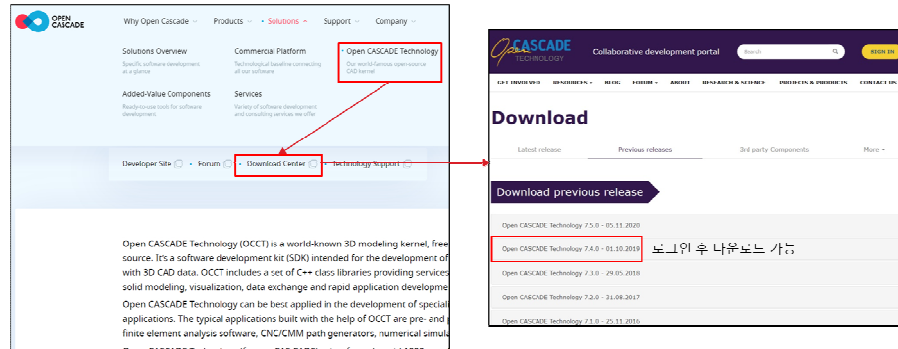 OPEN
CASCADE
Why Open Cascade
Products
Solutions
Support
Company
Solutions Overview
Specific software development
at a glance
Commercial Platform
Technological baseline connecting
all our software
Open CASCADE Technology
Our world-famous open-source
CAD kernel
Added-Value Components
Ready-to-use tools for software
development
Services
Variety of software development
and consulting services we offer
Developer Site
Forum
Download Center
Technology Support
Open CASCADE Technology (OCCT) is a world-known 3D modeling kernel, free
source. It's a software development kit (SDK) intended for the development of
with 3D CAD data. OCCT includes a set of C++ class libraries providing services
solid modeling, visualization, data exchange and rapid application developme
Open CASCADE Technology can be best applied in the development of speciali
applications. The typical applications built with the help of OCCT are pre- and p
finite element analysis software, CNC/CMM path generators, numerical simula
Open CASCADE
TECHNOLOGY
Collaborative development portal
Search
SIGN IN
GET INVOLVED RESOURCES BLOG FORUM ABOUT RESEARCH & SCIENCE PROJECTS & PRODUCTS CONTACT US
Download
Latest release
Previous releases
3rd party Components
More
Download previous release
Open CASCADE Technology 7.5.0 - 05.11.2020
Open CASCADE Technology 7.4.0 - 01.10.2019
로그인 후 다운로드 가능
Open CASCADE Technology 7.3.0 - 29.05.2018
Open CASCADE Technology 7.2.0 - 31.08.2017
Open CASCADE Technology 7.1.0 - 25.11.2016